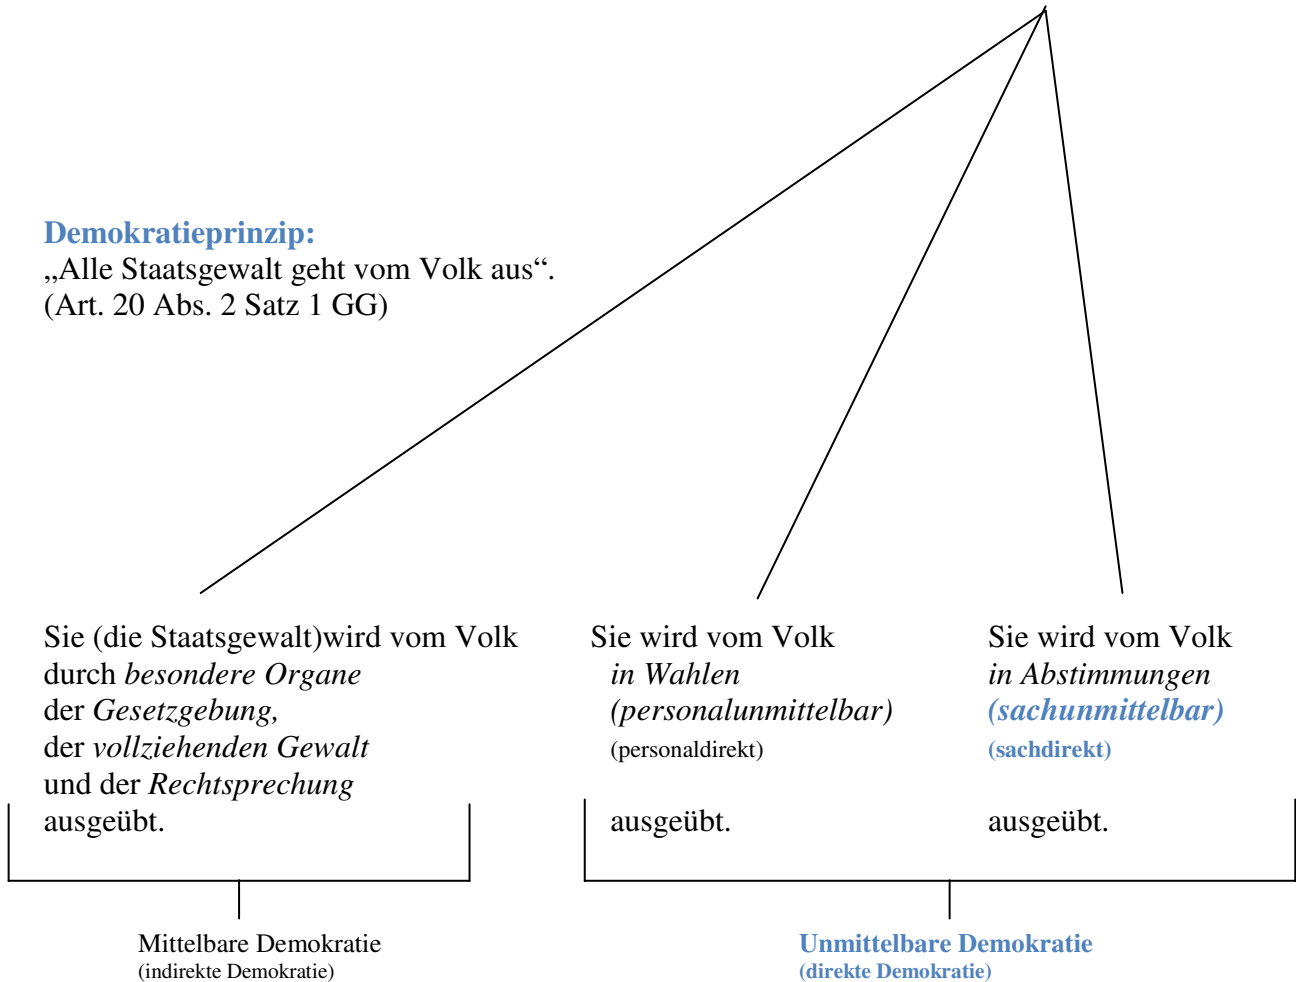 Demokratieprinzip:
„Alle Staatsgewalt geht vom Volk aus“.
(Art. 20 Abs. 2 Satz 1 GG)
Sie (die Staatsgewalt)wird vom Volk
durch besondere Organe
der Gesetzgebung,
der vollziehenden Gewalt
und der Rechtsprechung
ausgeübt.
Sie wird vom Volk
in Wahlen
(personalunmittelbar)
(personaldirekt)
ausgeübt.
Sie wird vom Volk
in Abstimmungen
(sachunmittelbar)
(sachdirekt)
ausgeübt.
Mittelbare Demokratie
(indirekte Demokratie)
Unmittelbare Demokratie
(direkte Demokratie)